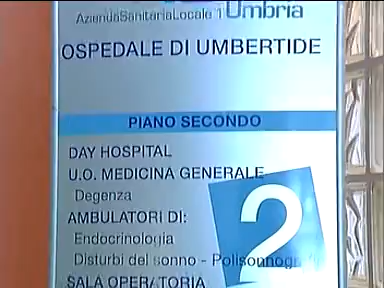 AziendaSanitariaLocale 1 Umbria
OSPEDALE DI UMBERTIDE
PIANO SECONDO
DAY HOSPITAL
U.O. MEDICINA GENERALE
Degenza
AMBULATORI DI:
Endocrinologia
Disturbi del sonno - Polisonnografia
SALA OPERATORIA
2